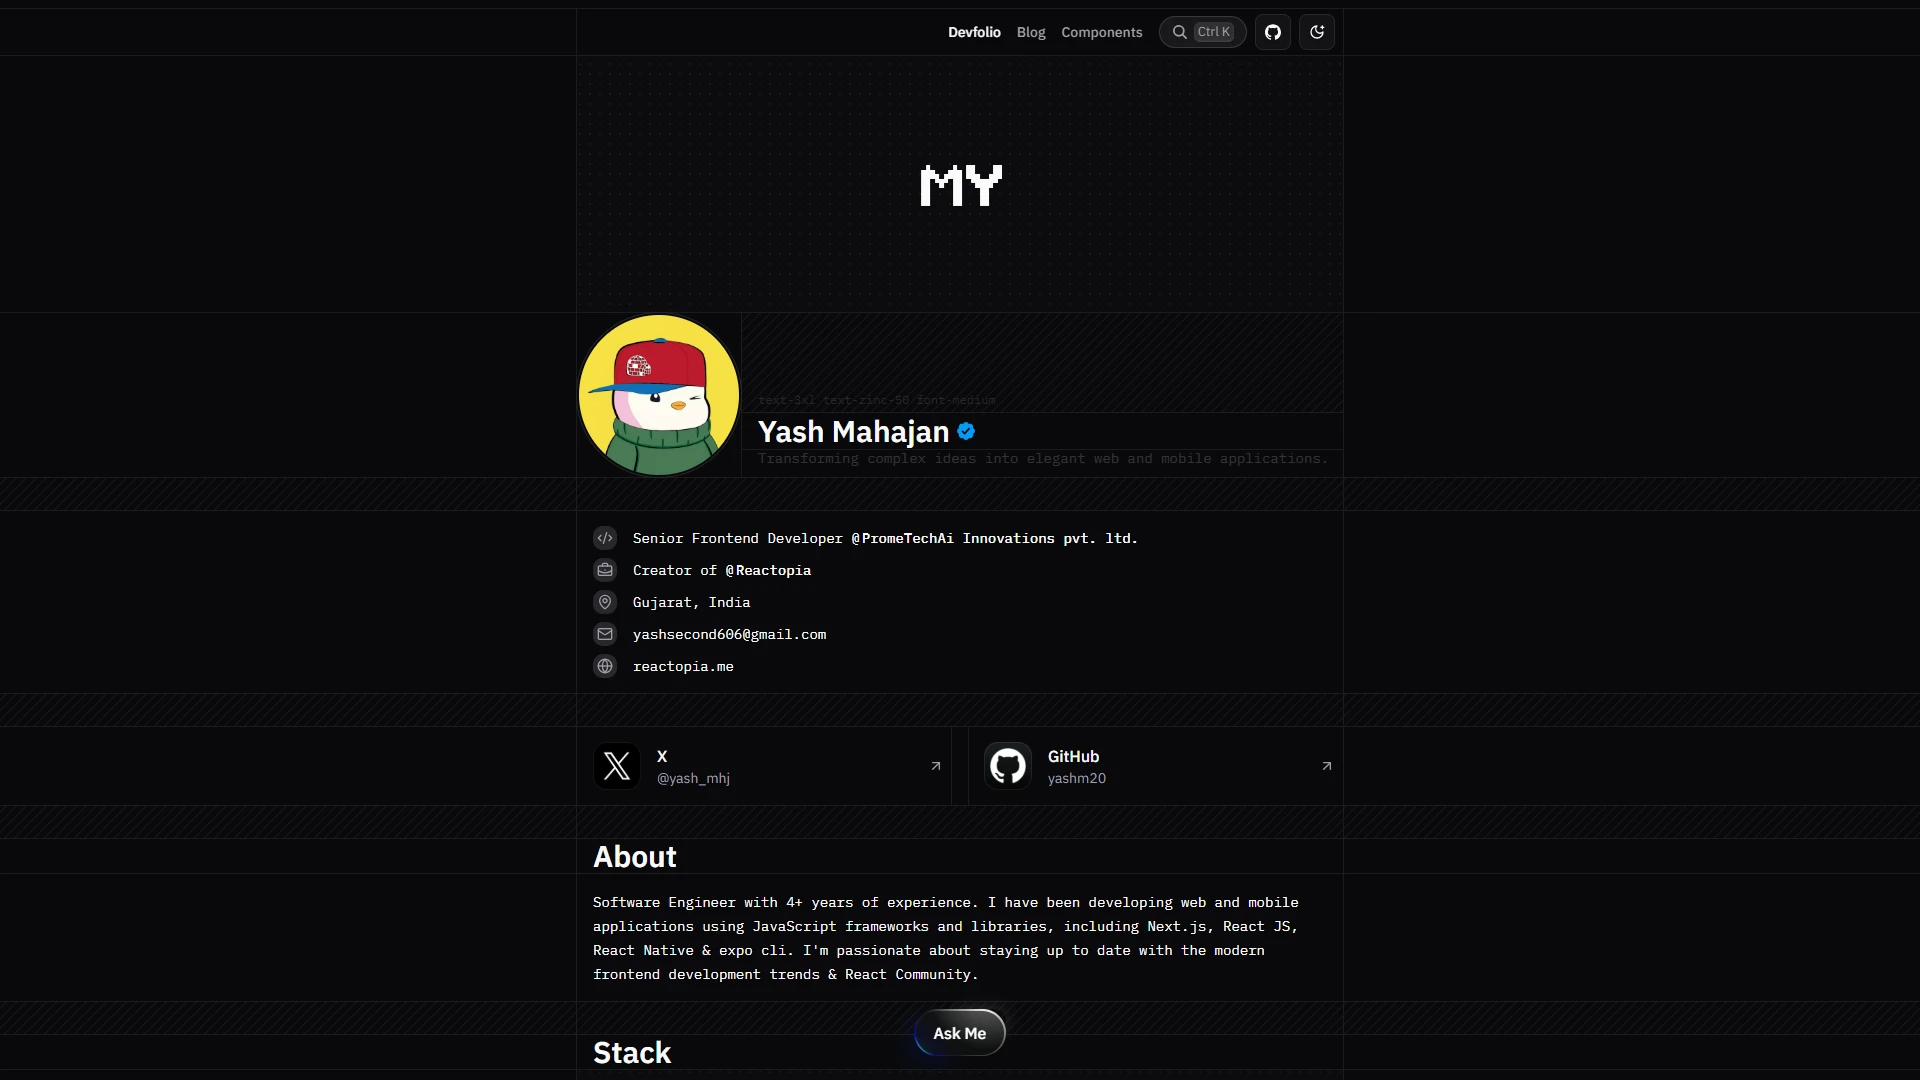 Devfolio Blog Components Ctrl K
MY
text-3xl text-zinc-50 font-medium
Yash Mahajan
Transforming complex ideas into elegant web and mobile applications.
Senior Frontend Developer @PromeTechAi Innovations pvt. ltd.
Creator of @Reactopia
Gujarat, India
yashsecond606@gmail.com
reactopia.me
X
@yash_mhj
GitHub
yashm20
About
Software Engineer with 4+ years of experience. I have been developing web and mobile
applications using JavaScript frameworks and libraries, including Next.js, React JS,
React Native & expo cli. I'm passionate about staying up to date with the modern
frontend development trends & React Community.
Ask Me
Stack